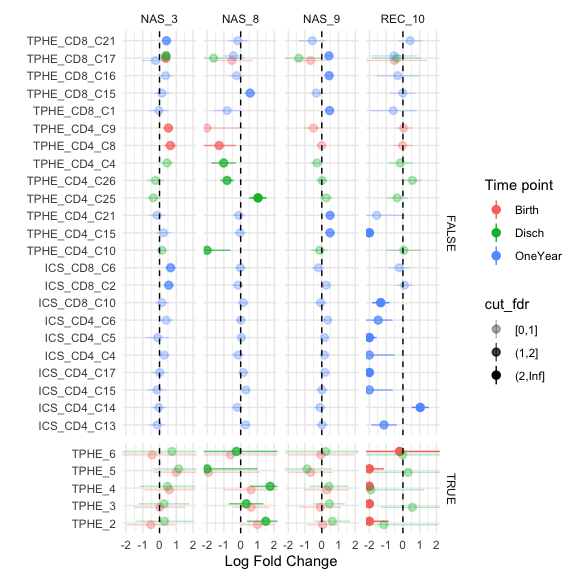 NAS_3 NAS_8 NAS_9 REC_10
TPHE_CD8_C21
TPHE_CD8_C17
TPHE_CD8_C16
TPHE_CD8_C15
TPHE_CD8_C1
TPHE_CD4_C9
TPHE_CD4_C8
TPHE_CD4_C4
TPHE_CD4_C26
TPHE_CD4_C25
TPHE_CD4_C21
TPHE_CD4_C15
TPHE_CD4_C10
ICS_CD8_C6
ICS_CD8_C2
ICS_CD8_C10
ICS_CD4_C6
ICS_CD4_C5
ICS_CD4_C4
ICS_CD4_C17
ICS_CD4_C15
ICS_CD4_C14
ICS_CD4_C13
FALSE
TPHE_6
TPHE_5
TPHE_4
TPHE_3
TPHE_2
TRUE
-2 -1 0 1 2 -2 -1 0 1 2 -2 -1 0 1 2 -2 -1 0 1 2
Log Fold Change
Time point
Birth
Disch
OneYear
cut_fdr
[0,1]
(1,2]
(2,Inf]